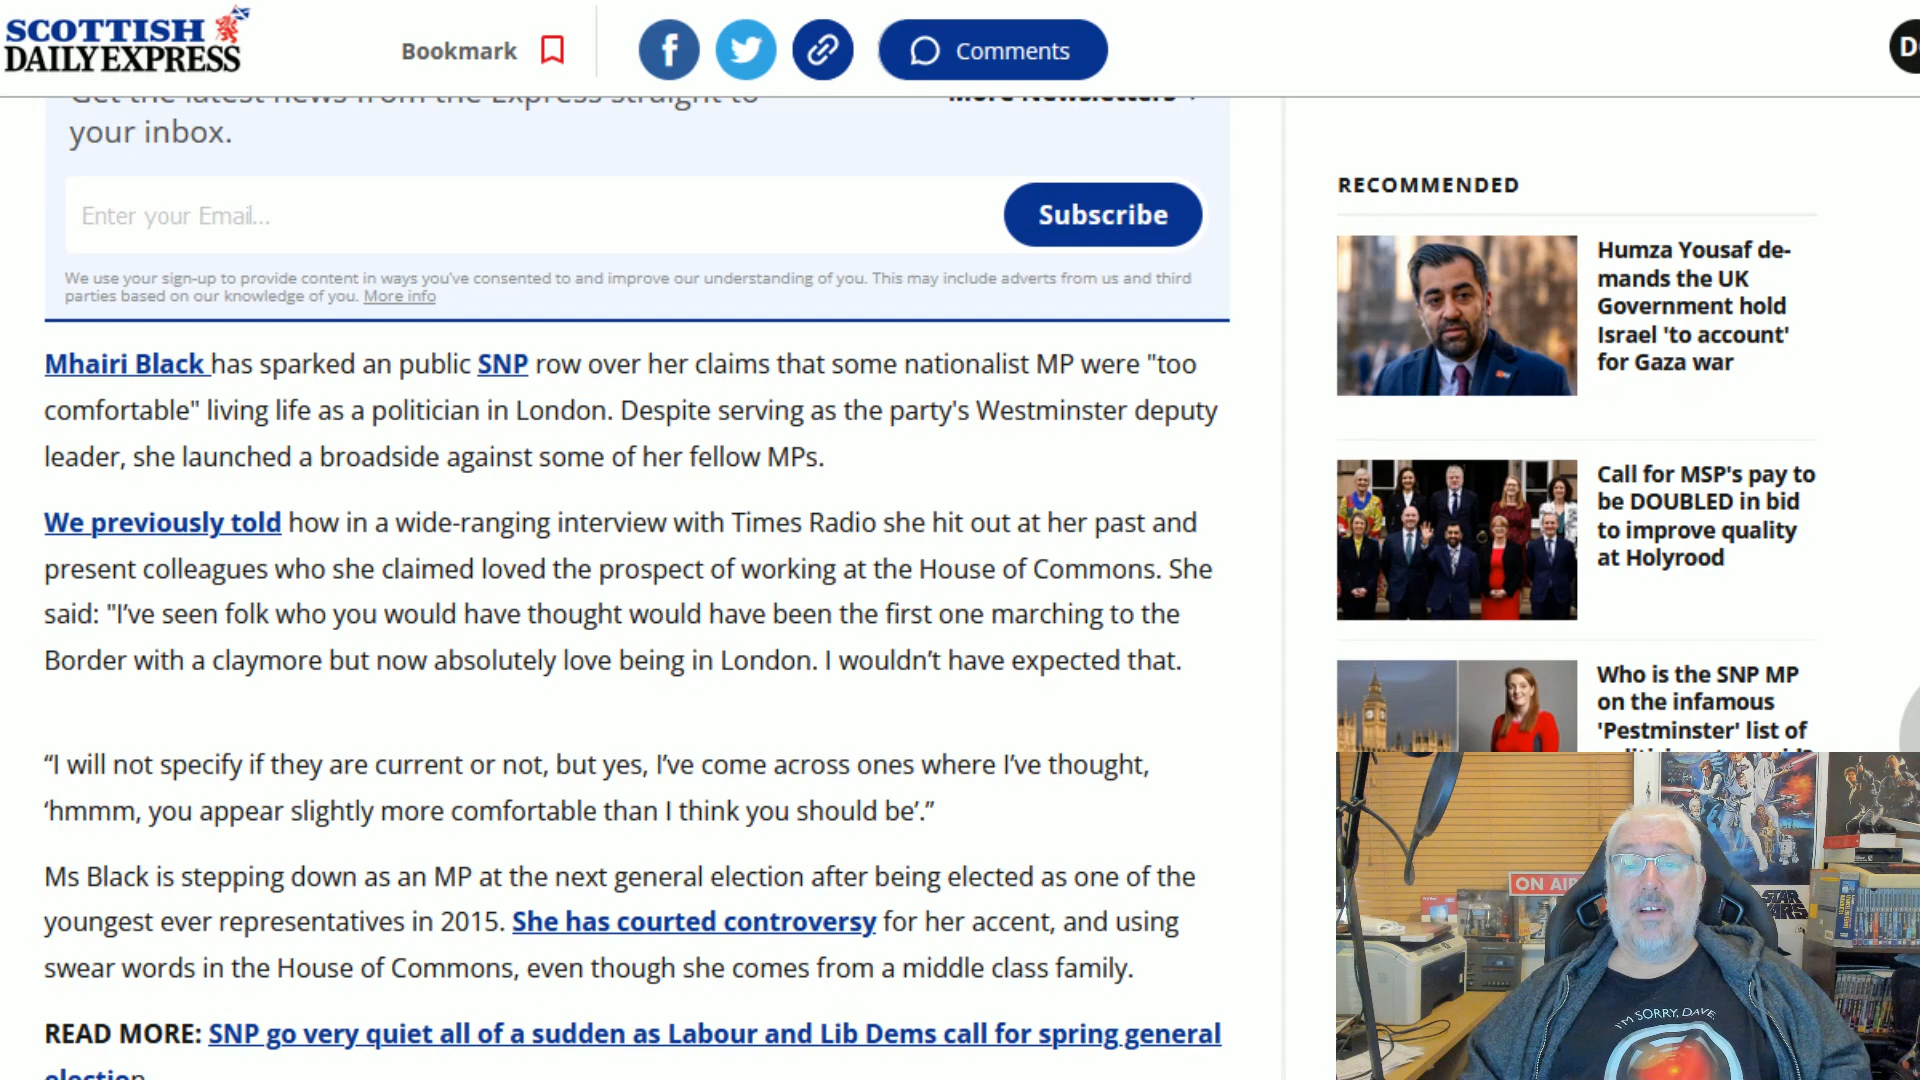 SCOTTISH
DAILY EXPRESS
Bookmark
Comments
Get the latest news from the Express straight to
your inbox.
More Newsletters
Enter your Email...
Subscribe
We use your sign-up to provide content in ways you've consented to and improve our understanding of you. This may include adverts from us and third
parties based on our knowledge of you. More info
Mhairi Black has sparked an public SNP row over her claims that some nationalist MP were "too
comfortable" living life as a politician in London. Despite serving as the party's Westminster deputy
leader, she launched a broadside against some of her fellow MPs.
We previously told how in a wide-ranging interview with Times Radio she hit out at her past and
present colleagues who she claimed loved the prospect of working at the House of Commons. She
said: "I’ve seen folk who you would have thought would have been the first one marching to the
Border with a claymore but now absolutely love being in London. I wouldn’t have expected that.
“I will not specify if they are current or not, but yes, I’ve come across ones where I’ve thought,
‘hmmm, you appear slightly more comfortable than I think you should be’.”
Ms Black is stepping down as an MP at the next general election after being elected as one of the
youngest ever representatives in 2015. She has courted controversy for her accent, and using
swear words in the House of Commons, even though she comes from a middle class family.
READ MORE: SNP go very quiet all of a sudden as Labour and Lib Dems call for spring general
election
RECOMMENDED
Humza Yousaf de-
mands the UK
Government hold
Israel 'to account'
for Gaza war
Call for MSP's pay to
be DOUBLED in bid
to improve quality
at Holyrood
Who is the SNP MP
on the infamous
'Pestminster' list of
ON AIR
STAR
WARS
I'M SORRY, DAVE